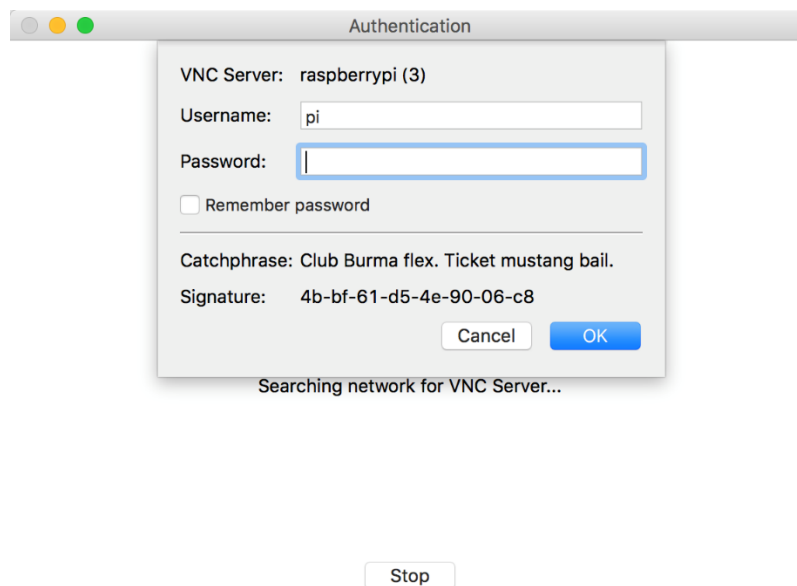 Authentication
VNC Server: raspberrypi (3)
Username: pi
Password:
Remember password
Catchphrase: Club Burma flex. Ticket mustang bail.
Signature: 4b-bf-61-d5-4e-90-06-c8
Cancel OK
Searching network for VNC Server...
Stop